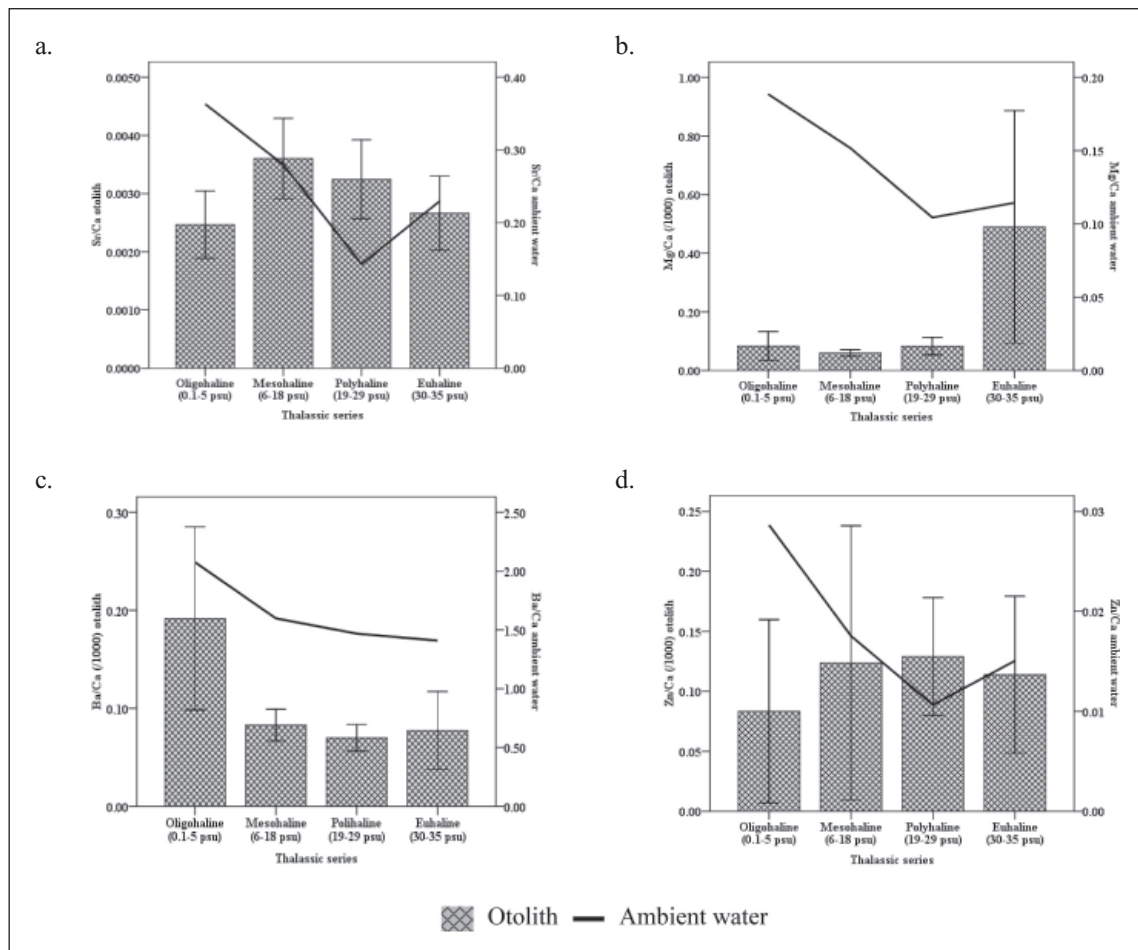 a.
0.0050
0.0040
0.0030
0.0020
0.0010
0.0000
Sr/Ca otolith
0.40
0.30
0.20
0.10
0.00
Sr/Ca ambient
water
Oligohaline Mesohaline Polyhaline Euhaline
(0.1-5 psu) (6-18 psu) (19-29 psu) (30-35 psu)
Thalassic series
b.
1.00
0.80
0.60
0.40
0.20
0.00
Mg/Ca (/1000) otolith
0.20
0.15
0.10
0.05
0.00
Mg/Ca ambient
water
Oligohaline Mesohaline Polyhaline Euhaline
(0.1-5 psu) (6-18 psu) (19-29 psu) (30-35 psu)
Thalassic series
c.
0.30
0.20
0.10
0.00
Ba/Ca (/1000) otolith
2.50
2.00
1.50
1.00
0.50
0.00
Ba/Ca ambient
water
Oligohaline Mesohaline Polihaline Euhaline
(0.1-5 psu) (6-18 psu) (19-29 psu) (30-35 psu)
Thalassic series
d.
0.25
0.20
0.15
0.10
0.05
0.00
Zn/Ca (/1000) otolith
0.03
0.02
0.01
0.00
Zn/Ca ambient
water
Oligohaline Mesohaline Polyhaline Euhaline
(0.1-5 psu) (6-18 psu) (19-29 psu) (30-35 psu)
Thalassic series
Otolith Ambient water